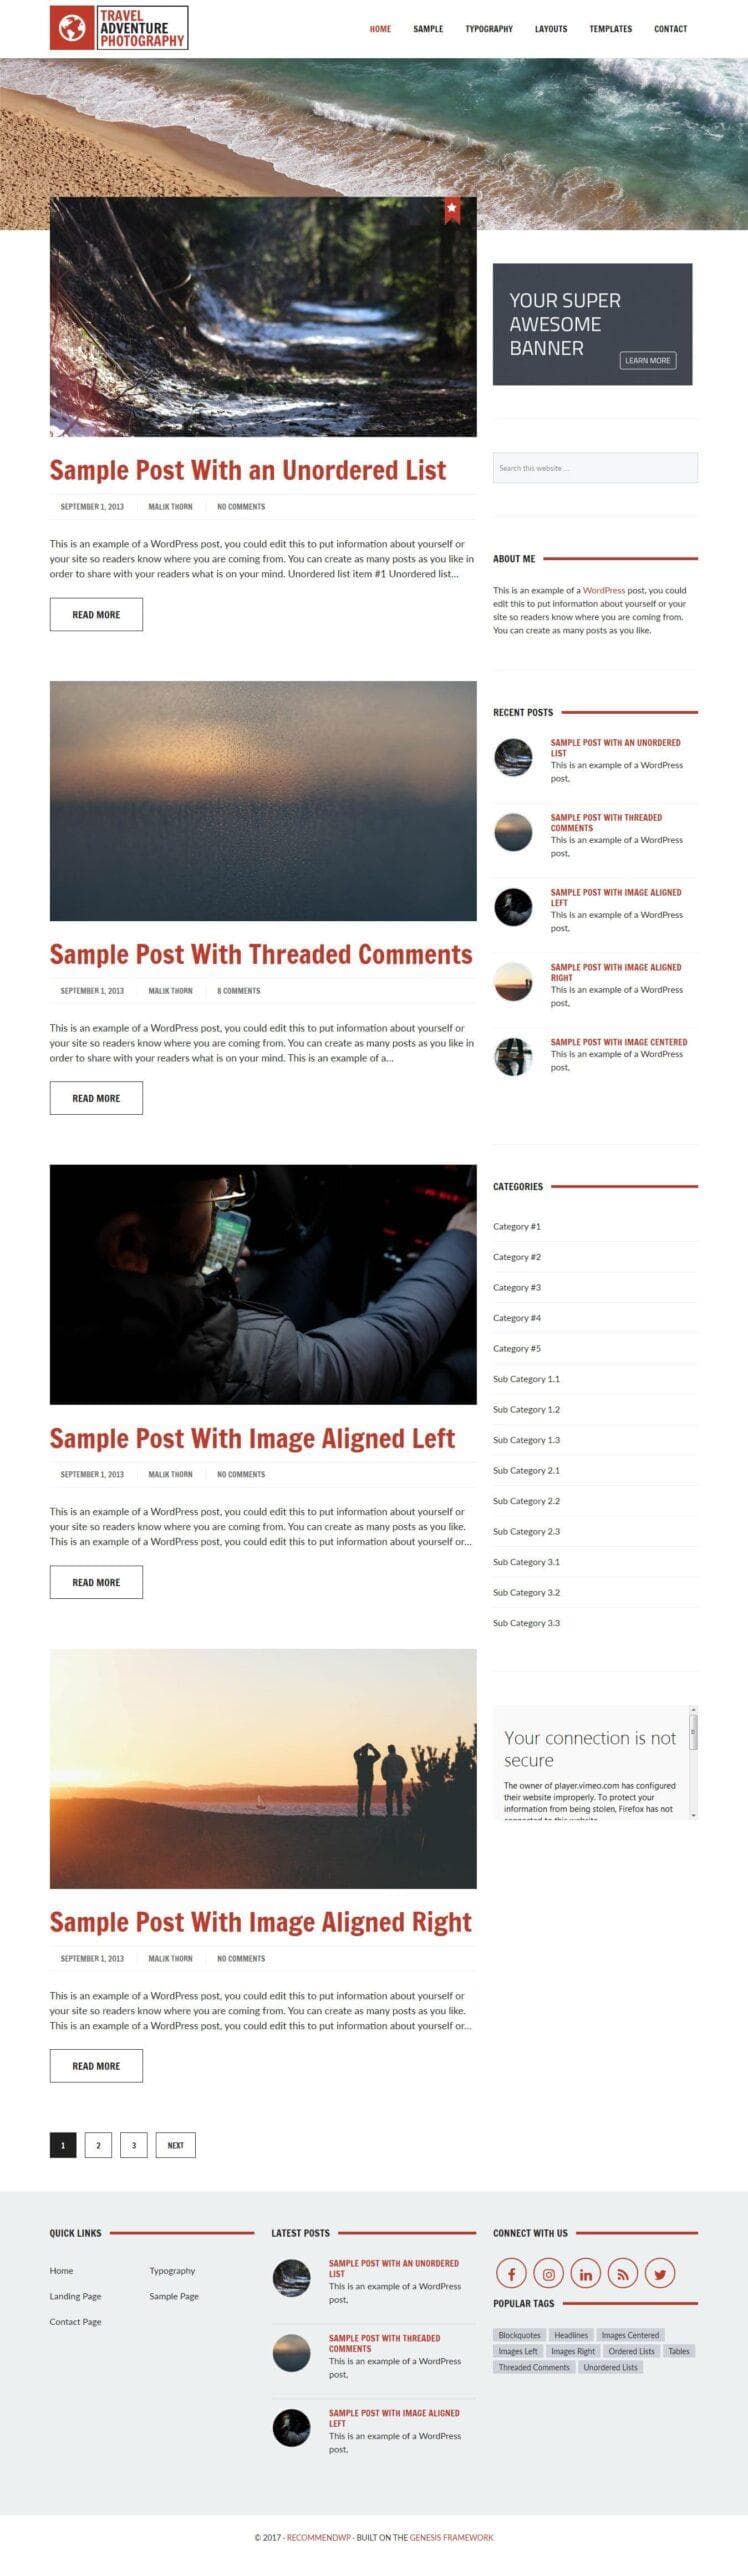 TRAVEL
ADVENTURE
PHOTOGRAPHY
HOME SAMPLE TYPOGRAPHY LAYOUTS TEMPLATES CONTACT
YOUR SUPER
AWESOME
BANNER
LEARN MORE
Sample Post With an Unordered List
SEPTEMBER 1, 2013 MALIK THORN NO COMMENTS
This is an example of a WordPress post, you could edit this to put information about yourself or
your site so readers know where you are coming from. You can create as many posts as you like in
order to share with your readers what is on your mind. Unordered list item #1 Unordered list...
READ MORE
Sample Post With Threaded Comments
SEPTEMBER 1, 2013 MALIK THORN 8 COMMENTS
This is an example of a WordPress post, you could edit this to put information about yourself or
your site so readers know where you are coming from. You can create as many posts as you like in
order to share with your readers what is on your mind. This is an example of a...
READ MORE
Sample Post With Image Aligned Left
SEPTEMBER 1, 2013 MALIK THORN NO COMMENTS
This is an example of a WordPress post, you could edit this to put information about yourself or
your site so readers know where you are coming from. You can create as many posts as you like.
This is an example of a WordPress post, you could edit this to put information about yourself or...
READ MORE
Sample Post With Image Aligned Right
SEPTEMBER 1, 2013 MALIK THORN NO COMMENTS
This is an example of a WordPress post, you could edit this to put information about yourself or
your site so readers know where you are coming from. You can create as many posts as you like.
This is an example of a WordPress post, you could edit this to put information about yourself or...
READ MORE
1 2 3 NEXT
Search this website ...
ABOUT ME
This is an example of a WordPress post, you could
edit this to put information about yourself or your
site so readers know where you are coming from.
You can create as many posts as you like.
RECENT POSTS
SAMPLE POST WITH AN UNORDERED
LIST
This is an example of a WordPress
post,
SAMPLE POST WITH THREADED
COMMENTS
This is an example of a WordPress
post,
SAMPLE POST WITH IMAGE ALIGNED
LEFT
This is an example of a WordPress
post,
SAMPLE POST WITH IMAGE ALIGNED
RIGHT
This is an example of a WordPress
post,
SAMPLE POST WITH IMAGE CENTERED
This is an example of a WordPress
post,
CATEGORIES
Category #1
Category #2
Category #3
Category #4
Category #5
Sub Category 1.1
Sub Category 1.2
Sub Category 1.3
Sub Category 2.1
Sub Category 2.2
Sub Category 2.3
Sub Category 3.1
Sub Category 3.2
Sub Category 3.3
Your connection is not
secure
The owner of player.vimeo.com has configured
their website improperly. To protect your
information from being stolen, Firefox has not
connected to this website.
QUICK LINKS
Home Typography
Landing Page Sample Page
Contact Page
LATEST POSTS
SAMPLE POST WITH AN UNORDERED
LIST
This is an example of a WordPress
post,
SAMPLE POST WITH THREADED
COMMENTS
This is an example of a WordPress
post,
SAMPLE POST WITH IMAGE ALIGNED
LEFT
This is an example of a WordPress
post,
CONNECT WITH US
POPULAR TAGS
Blockquotes Headlines Images Centered
Images Left Images Right Ordered Lists Tables
Threaded Comments Unordered Lists
© 2017 · RECOMMENDWP · BUILT ON THE GENESIS FRAMEWORK